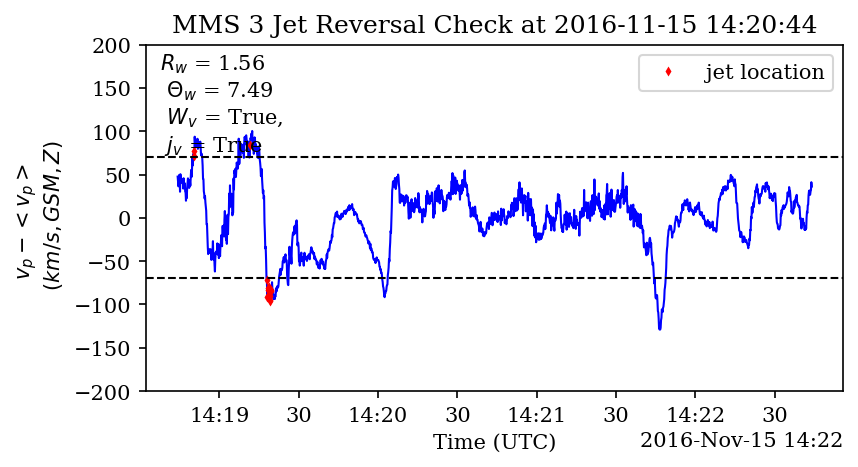 MMS 3 Jet Reversal Check at 2016-11-15 14:20:44
R_w = 1.56
Θ_w = 7.49
W_v = True,
j_v = True
jet location
v_p - < v_p >
(km/s, GSM, Z)
200
150
100
50
0
−50
−100
−150
−200
14:19 30 14:20 30 14:21 30 14:22 30
Time (UTC)
2016-Nov-15 14:22